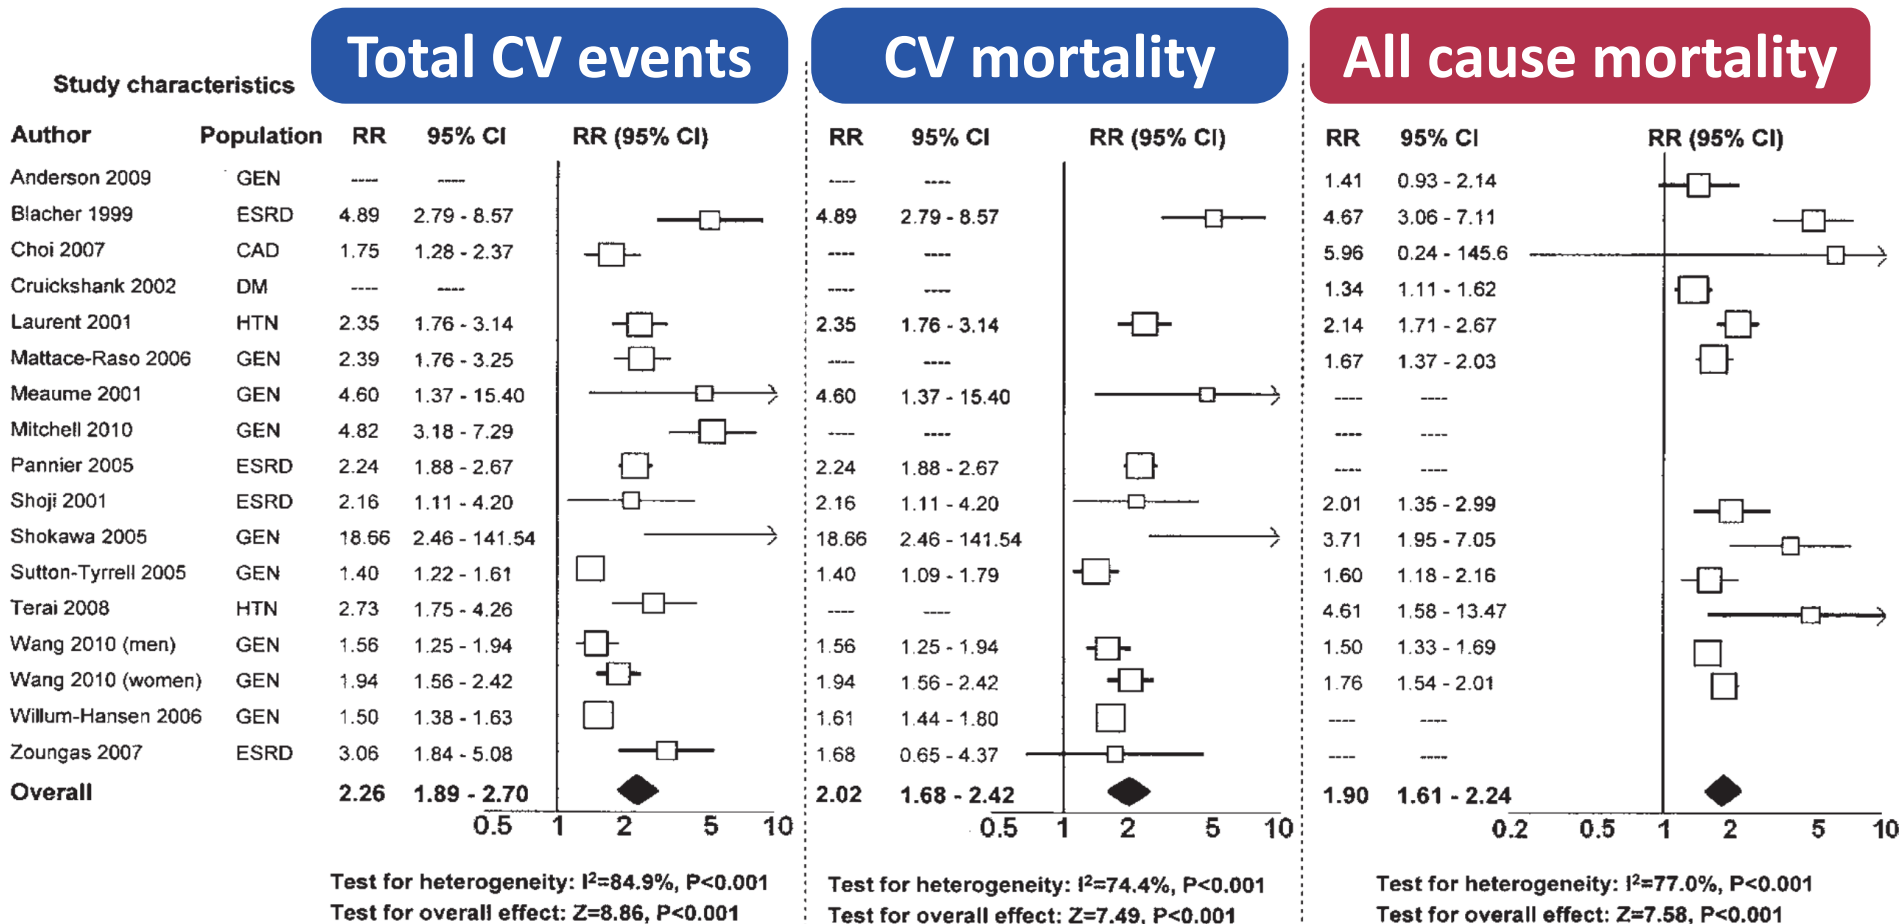 Total CV events CV mortality All cause mortality
Study characteristics
Author Population RR 95% CI RR (95% CI) RR 95% CI RR (95% CI) RR 95% CI RR (95% CI)
Anderson 2009 GEN ---- ---- ---- ---- 1.41 0.93 - 2.14
Blacher 1999 ESRD 4.89 2.79 - 8.57 4.89 2.79 - 8.57 4.67 3.06 - 7.11
Choi 2007 CAD 1.75 1.28 - 2.37 ---- ---- 5.96 0.24 - 145.6
Cruickshank 2002 DM ---- ---- ---- ---- 1.34 1.11 - 1.62
Laurent 2001 HTN 2.35 1.76 - 3.14 2.35 1.76 - 3.14 2.14 1.71 - 2.67
Mattace-Raso 2006 GEN 2.39 1.76 - 3.25 ---- ---- 1.67 1.37 - 2.03
Meaume 2001 GEN 4.60 1.37 - 15.40 4.60 1.37 - 15.40 ---- ----
Mitchell 2010 GEN 4.82 3.18 - 7.29 ---- ---- ---- ----
Pannier 2005 ESRD 2.24 1.88 - 2.67 2.24 1.88 - 2.67 ---- ----
Shoji 2001 ESRD 2.16 1.11 - 4.20 2.16 1.11 - 4.20 2.01 1.35 - 2.99
Shokawa 2005 GEN 18.66 2.46 - 141.54 18.66 2.46 - 141.54 3.71 1.95 - 7.05
Sutton-Tyrrell 2005 GEN 1.40 1.22 - 1.61 1.40 1.09 - 1.79 1.60 1.18 - 2.16
Terai 2008 HTN 2.73 1.75 - 4.26 ---- ---- 4.61 1.58 - 13.47
Wang 2010 (men) GEN 1.56 1.25 - 1.94 1.56 1.25 - 1.94 1.50 1.33 - 1.69
Wang 2010 (women) GEN 1.94 1.56 - 2.42 1.94 1.56 - 2.42 1.76 1.54 - 2.01
Willum-Hansen 2006 GEN 1.50 1.38 - 1.63 1.61 1.44 - 1.80 ---- ----
Zoungas 2007 ESRD 3.06 1.84 - 5.08 1.68 0.65 - 4.37 ---- ----
Overall 2.26 1.89 - 2.70 2.02 1.68 - 2.42 1.90 1.61 - 2.24
0.5 1 2 5 10 0.5 1 2 5 10 0.2 0.5 1 2 5 10
Test for heterogeneity: I²=84.9%, P<0.001 Test for heterogeneity: I²=74.4%, P<0.001 Test for heterogeneity: I²=77.0%, P<0.001
Test for overall effect: Z=8.86, P<0.001 Test for overall effect: Z=7.49, P<0.001 Test for overall effect: Z=7.58, P<0.001